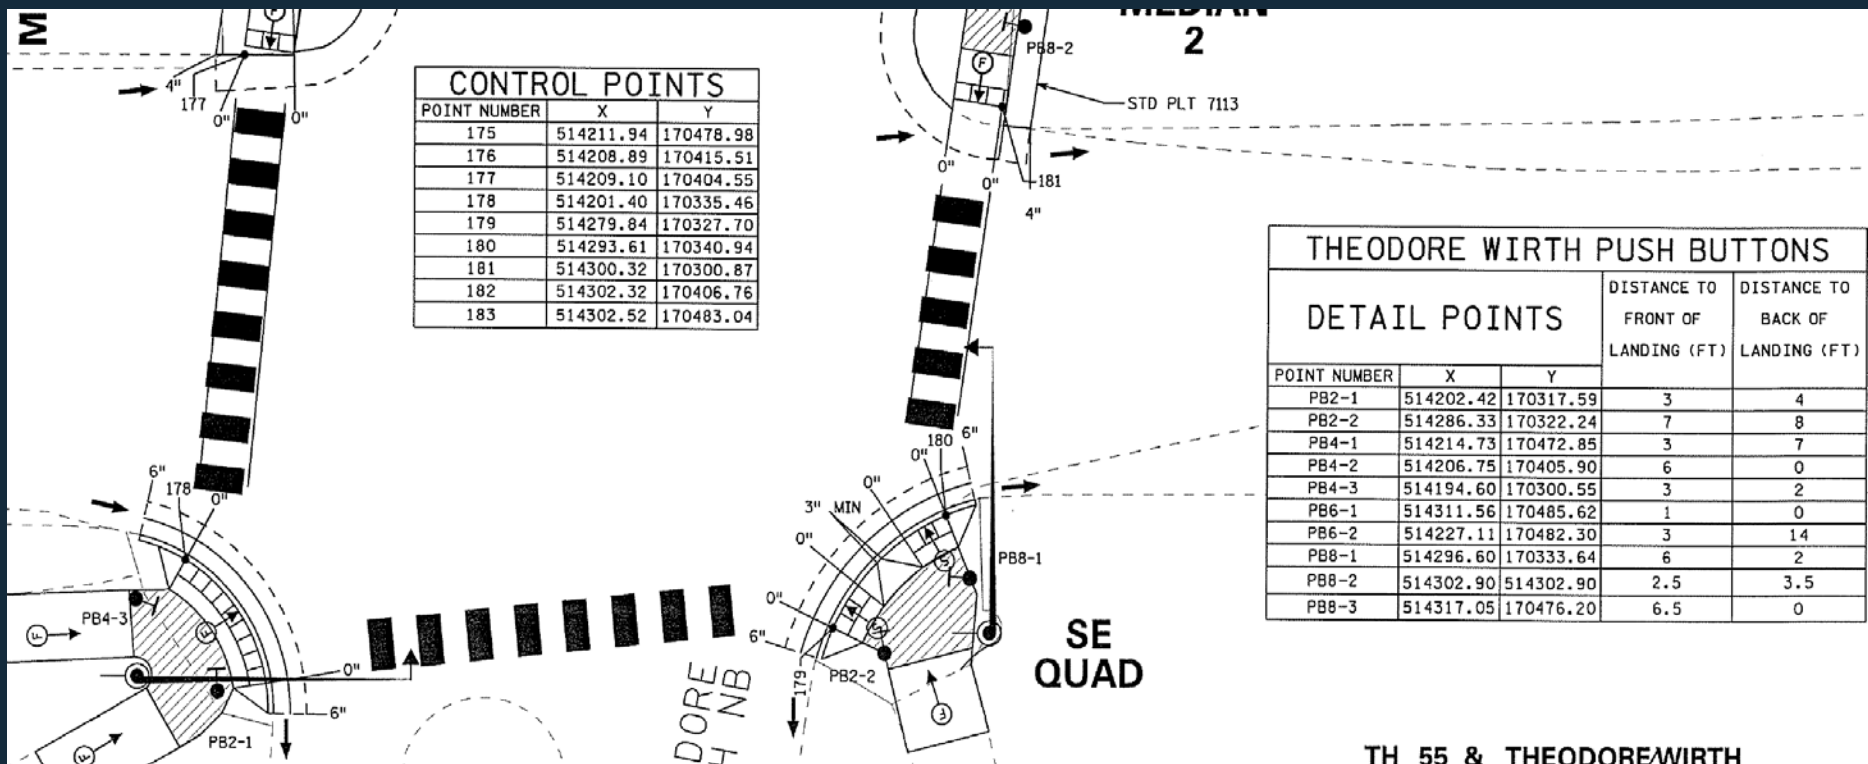 M
MEDIAN
2
F
F
4"
177
0"
0"
PB8-2
STD PLT 7113
0"
0"
181
4"
CONTROL POINTS
POINT NUMBER X Y
175 514211.94 170478.98
176 514208.89 170415.51
177 514209.10 170404.55
178 514201.40 170335.46
179 514279.84 170327.70
180 514293.61 170340.94
181 514300.32 170300.87
182 514302.32 170406.76
183 514302.52 170483.04
THEODORE WIRTH PUSH BUTTONS
DETAIL POINTS
DISTANCE TO FRONT OF LANDING (FT)
DISTANCE TO BACK OF LANDING (FT)
POINT NUMBER X Y
PB2-1 514202.42 170317.59 3 4
PB2-2 514286.33 170322.24 7 8
PB4-1 514214.73 170472.85 3 7
PB4-2 514206.75 170405.90 6 0
PB4-3 514194.60 170300.55 3 2
PB6-1 514311.56 170485.62 1 0
PB6-2 514227.11 170482.30 3 14
PB8-1 514296.60 170333.64 6 2
PB8-2 514302.90 514302.90 2.5 3.5
PB8-3 514317.05 170476.20 6.5 0
6"
178
0"
PB4-3
F
F
F
0"
6"
PB2-1
180
6"
0"
0"
3" MIN
0"
0"
6"
179
S
S
PB8-1
PB2-2
F
SE
QUAD
DORE
H NB
TH 55 & THEODORE/WIRTH